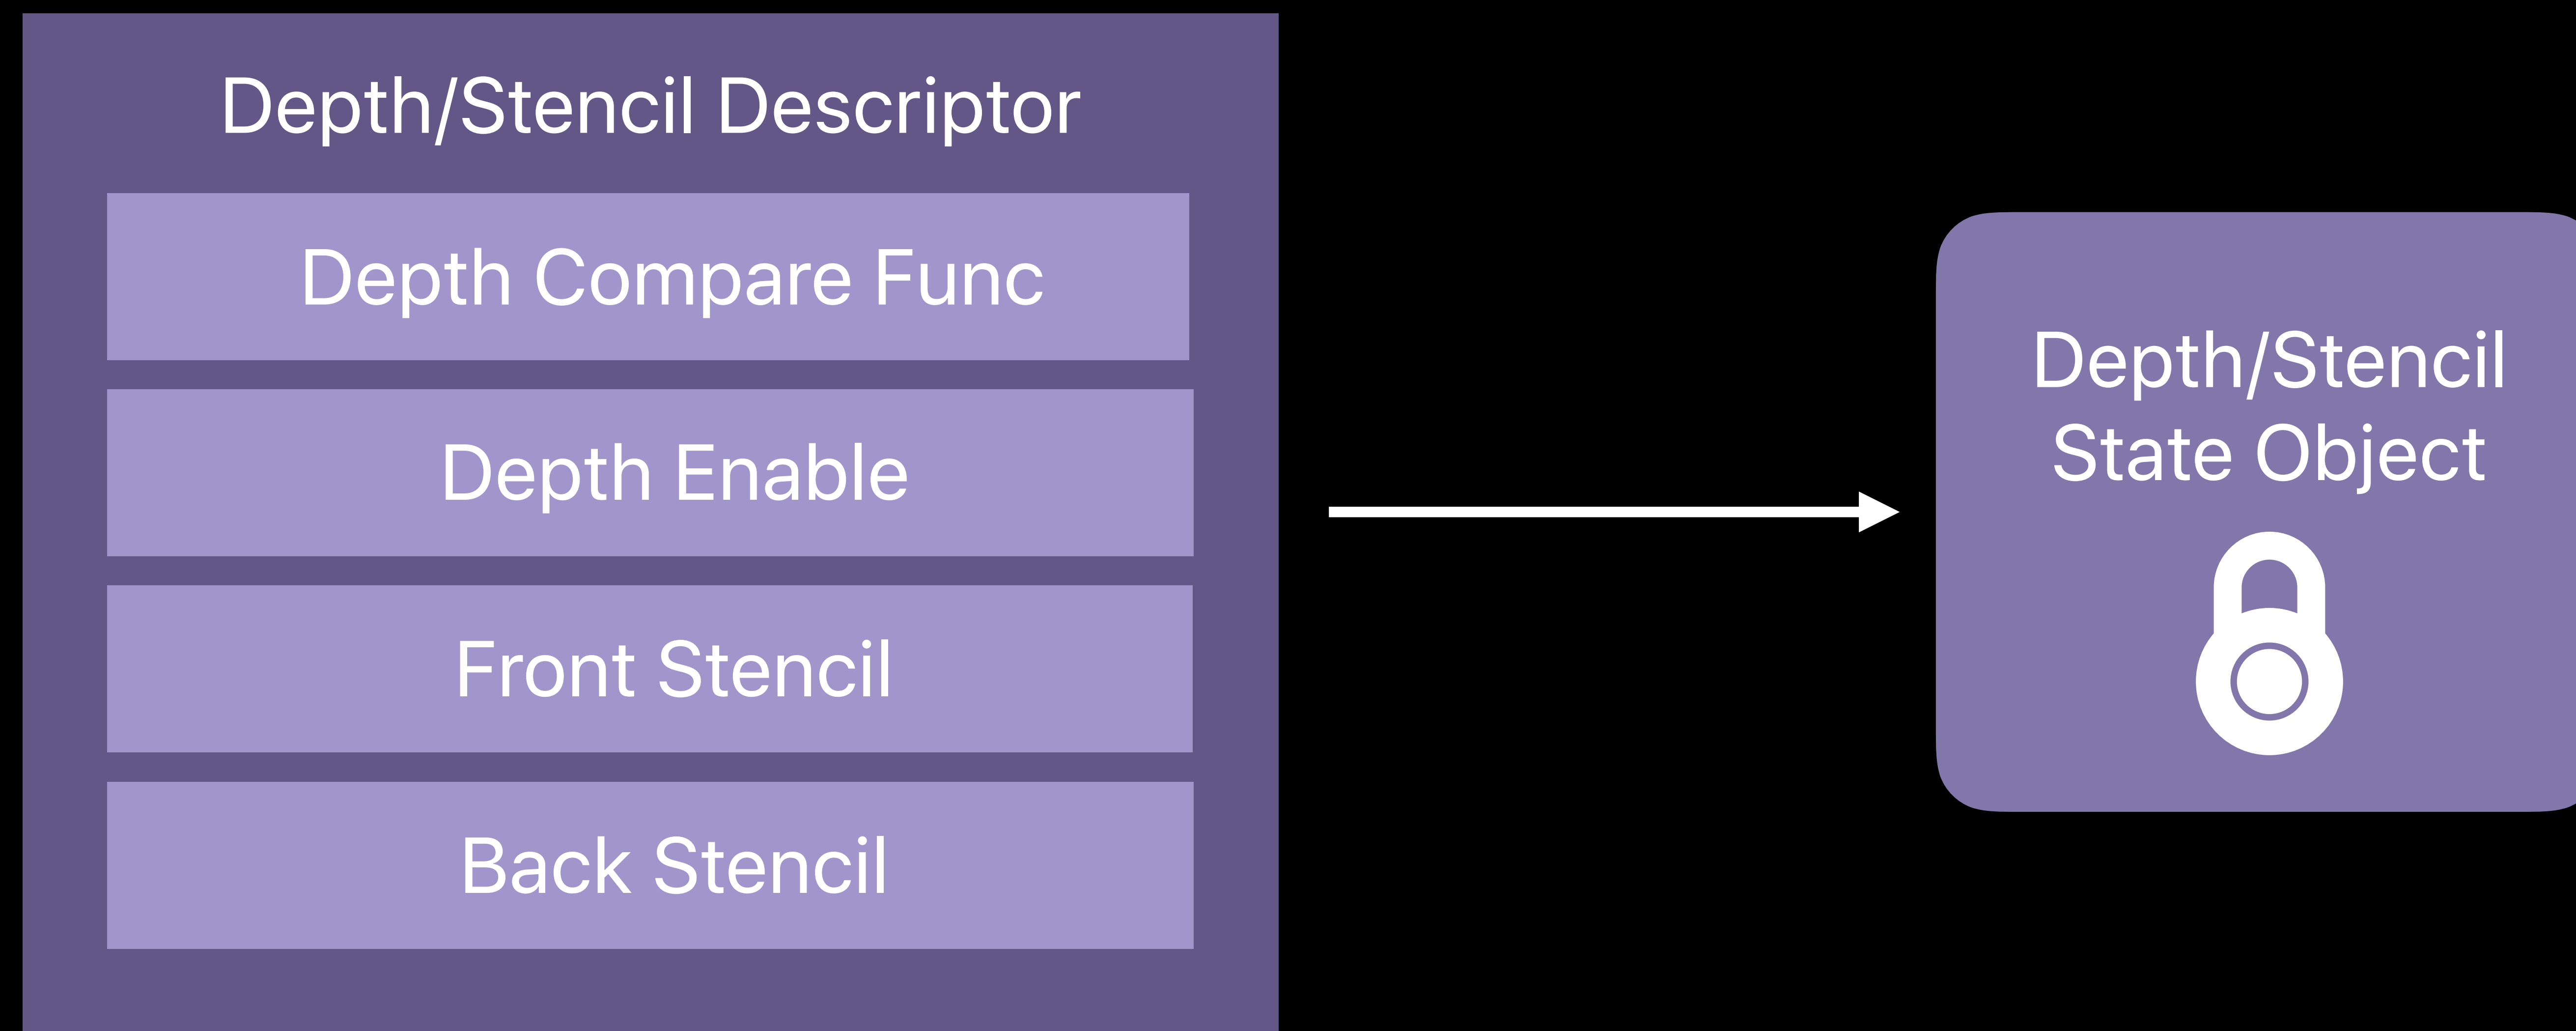 Depth/Stencil Descriptor
Depth Compare Func
Depth Enable
Front Stencil
Back Stencil
Depth/Stencil
State Object